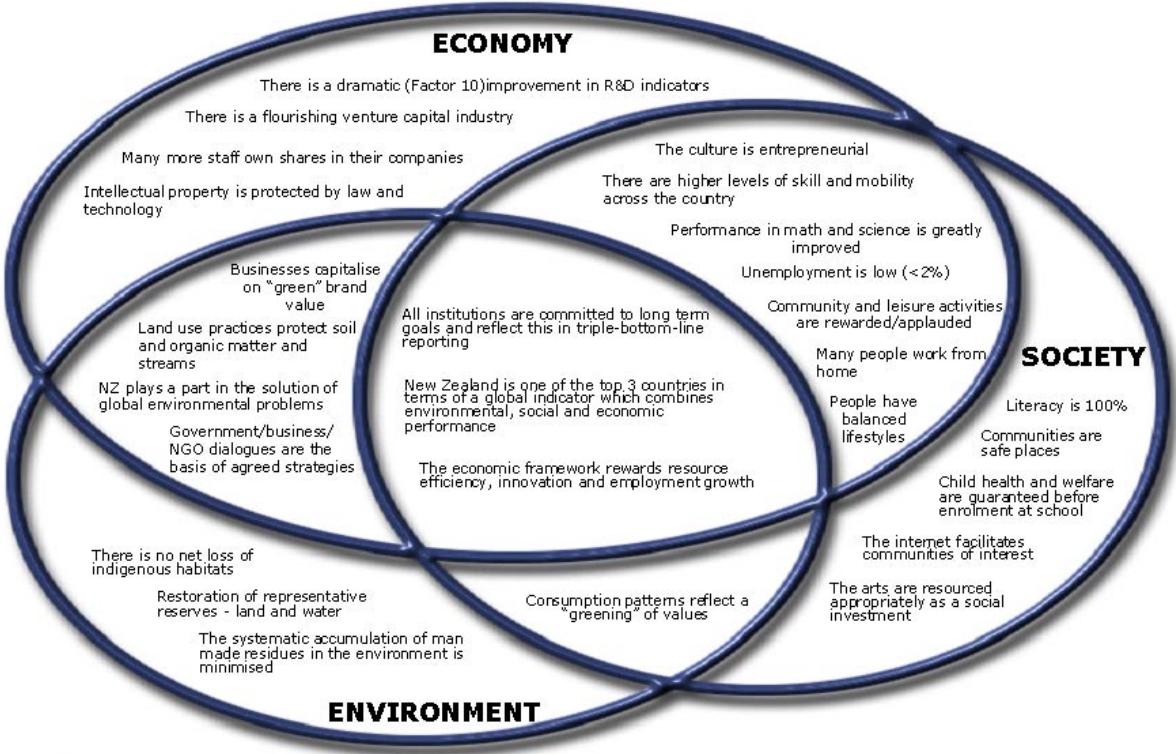 ECONOMY
There is a dramatic (Factor 10)improvement in R&D indicators
There is a flourishing venture capital industry
Many more staff own shares in their companies
Intellectual property is protected by law and
technology
The culture is entrepreneurial
There are higher levels of skill and mobility
across the country
Performance in math and science is greatly
improved
Unemployment is low (<2%)
Community and leisure activities
are rewarded/applauded
Many people work from
home
People have
balanced
lifestyles
Businesses capitalise
on "green" brand
value
Land use practices protect soil
and organic matter and
streams
NZ plays a part in the solution of
global environmental problems
Government/business/
NGO dialogues are the
basis of agreed strategies
All institutions are committed to long term
goals and reflect this in triple-bottom-line
reporting
New Zealand is one of the top 3 countries in
terms of a global indicator which combines
environmental, social and economic
performance
The economic framework rewards resource
efficiency, innovation and employment growth
SOCIETY
Literacy is 100%
Communities are
safe places
Child health and welfare
are guaranteed before
enrolment at school
The internet facilitates
communities of interest
The arts are resourced
appropriately as a social
investment
There is no net loss of
indigenous habitats
Restoration of representative
reserves - land and water
The systematic accumulation of man
made residues in the environment is
minimised
Consumption patterns reflect a
"greening" of values
ENVIRONMENT